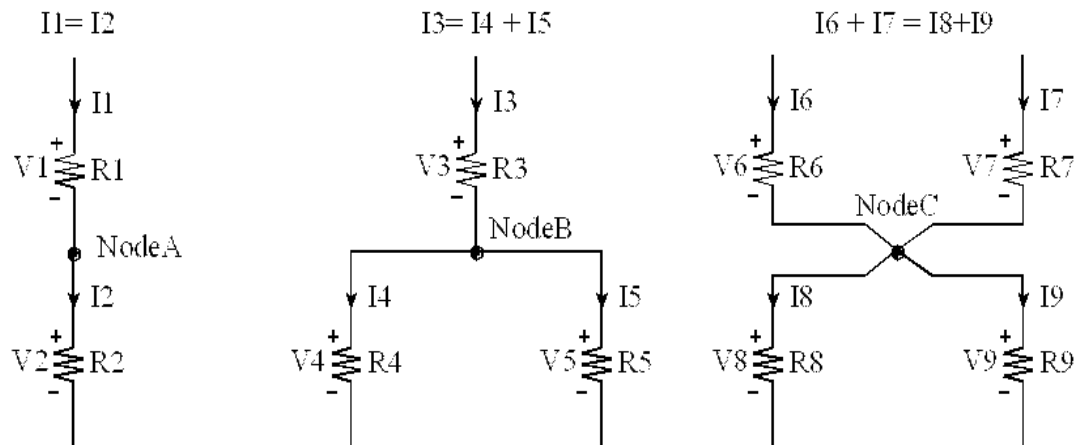 I1= I2
I3= I4 + I5
I6 + I7 = I8+I9
I1
I3
I6
I7
+
+
+
+
V1
R1
V3
R3
V6
R6
V7
R7
-
-
-
-
NodeA
NodeB
NodeC
I2
I4
I5
I8
I9
+
+
+
+
+
V2
R2
V4
R4
V5
R5
V8
R8
V9
R9
-
-
-
-
-